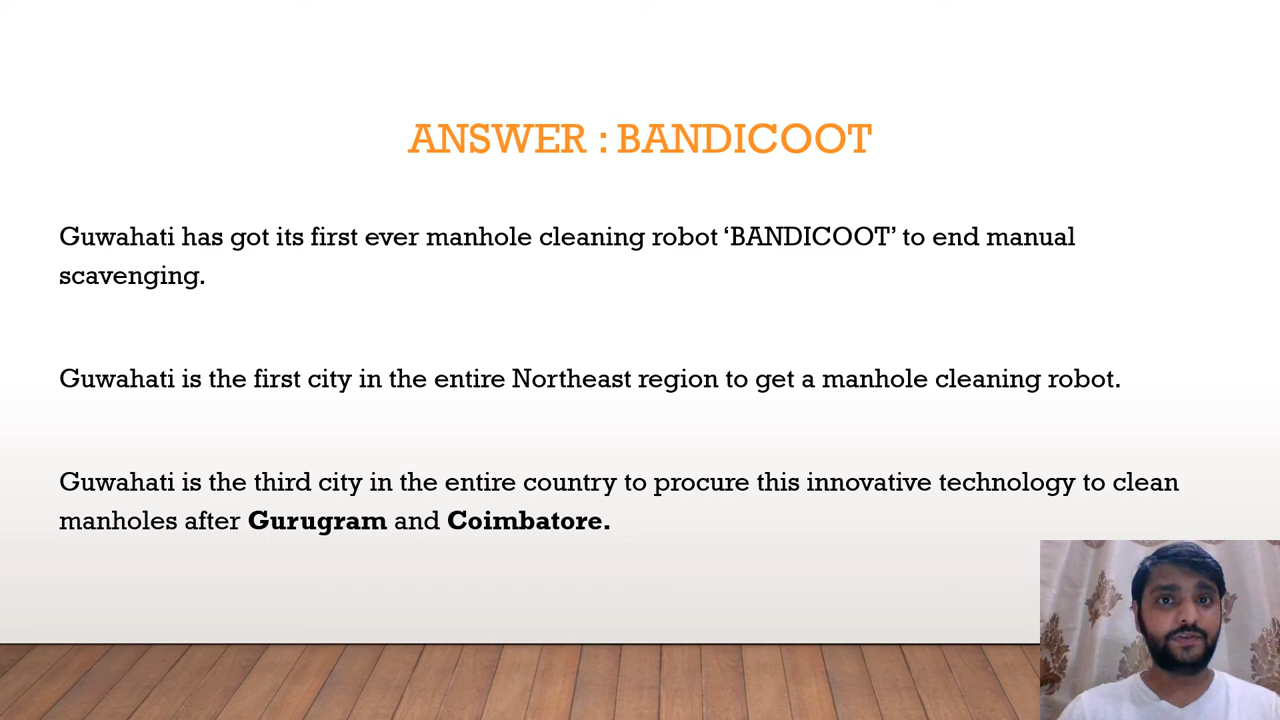 ANSWER : BANDICOOT
Guwahati has got its first ever manhole cleaning robot ‘BANDICOOT’ to end manual
scavenging.
Guwahati is the first city in the entire Northeast region to get a manhole cleaning robot.
Guwahati is the third city in the entire country to procure this innovative technology to clean
manholes after Gurugram and Coimbatore.